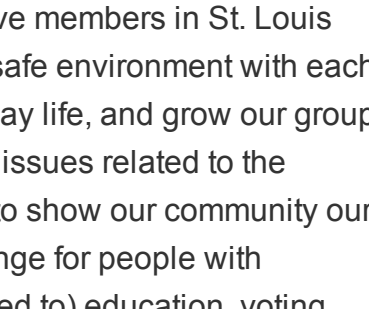 ve members in St. Louis
safe environment with each
ay life, and grow our group
issues related to the
to show our community our
nge for people with
ed to) education, voting